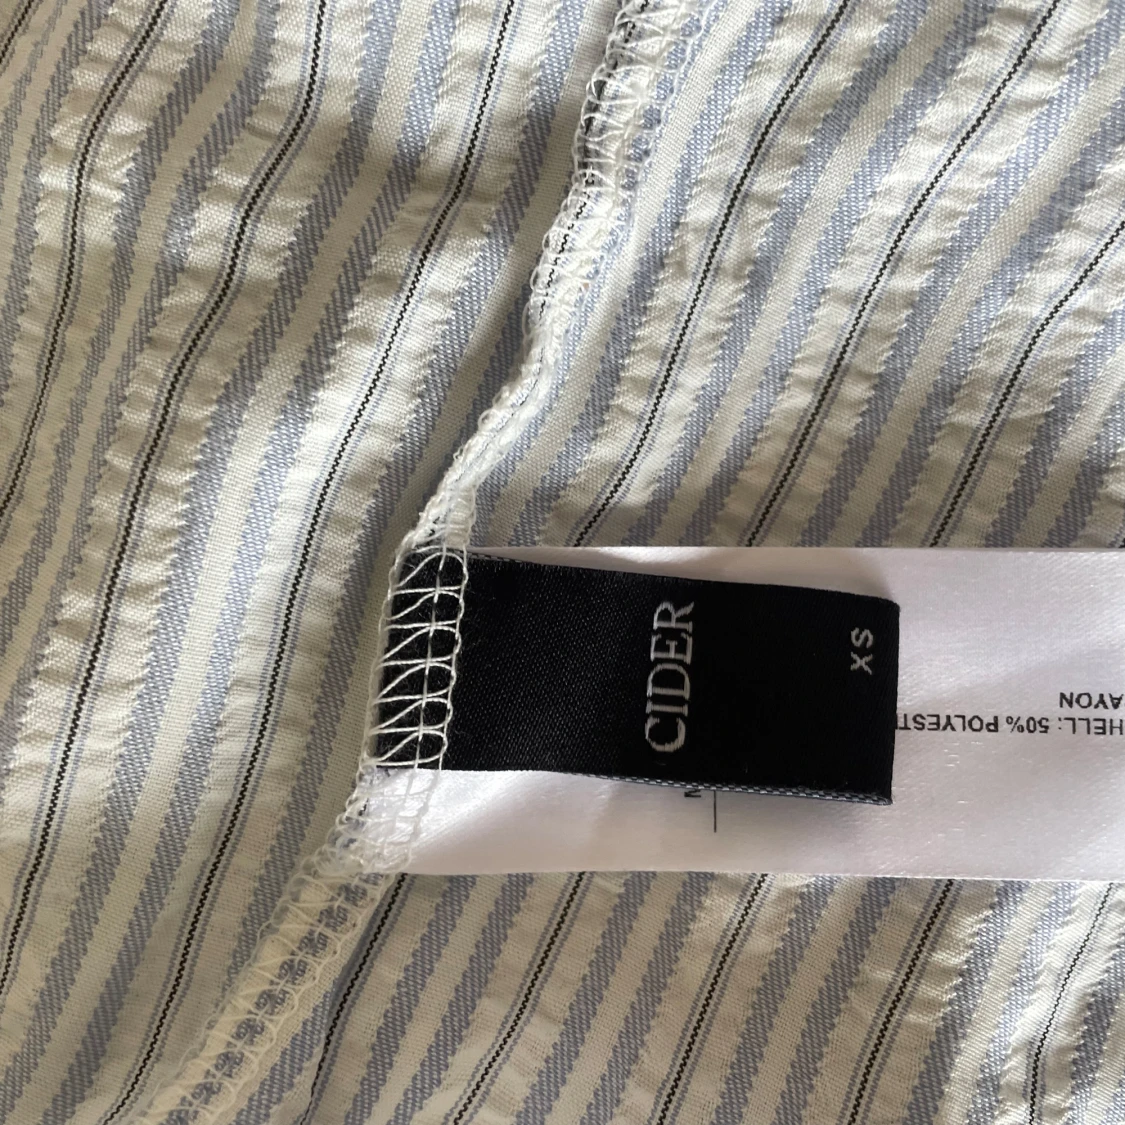 CIDER
XS
HELL: 50% POLYEST
AYON